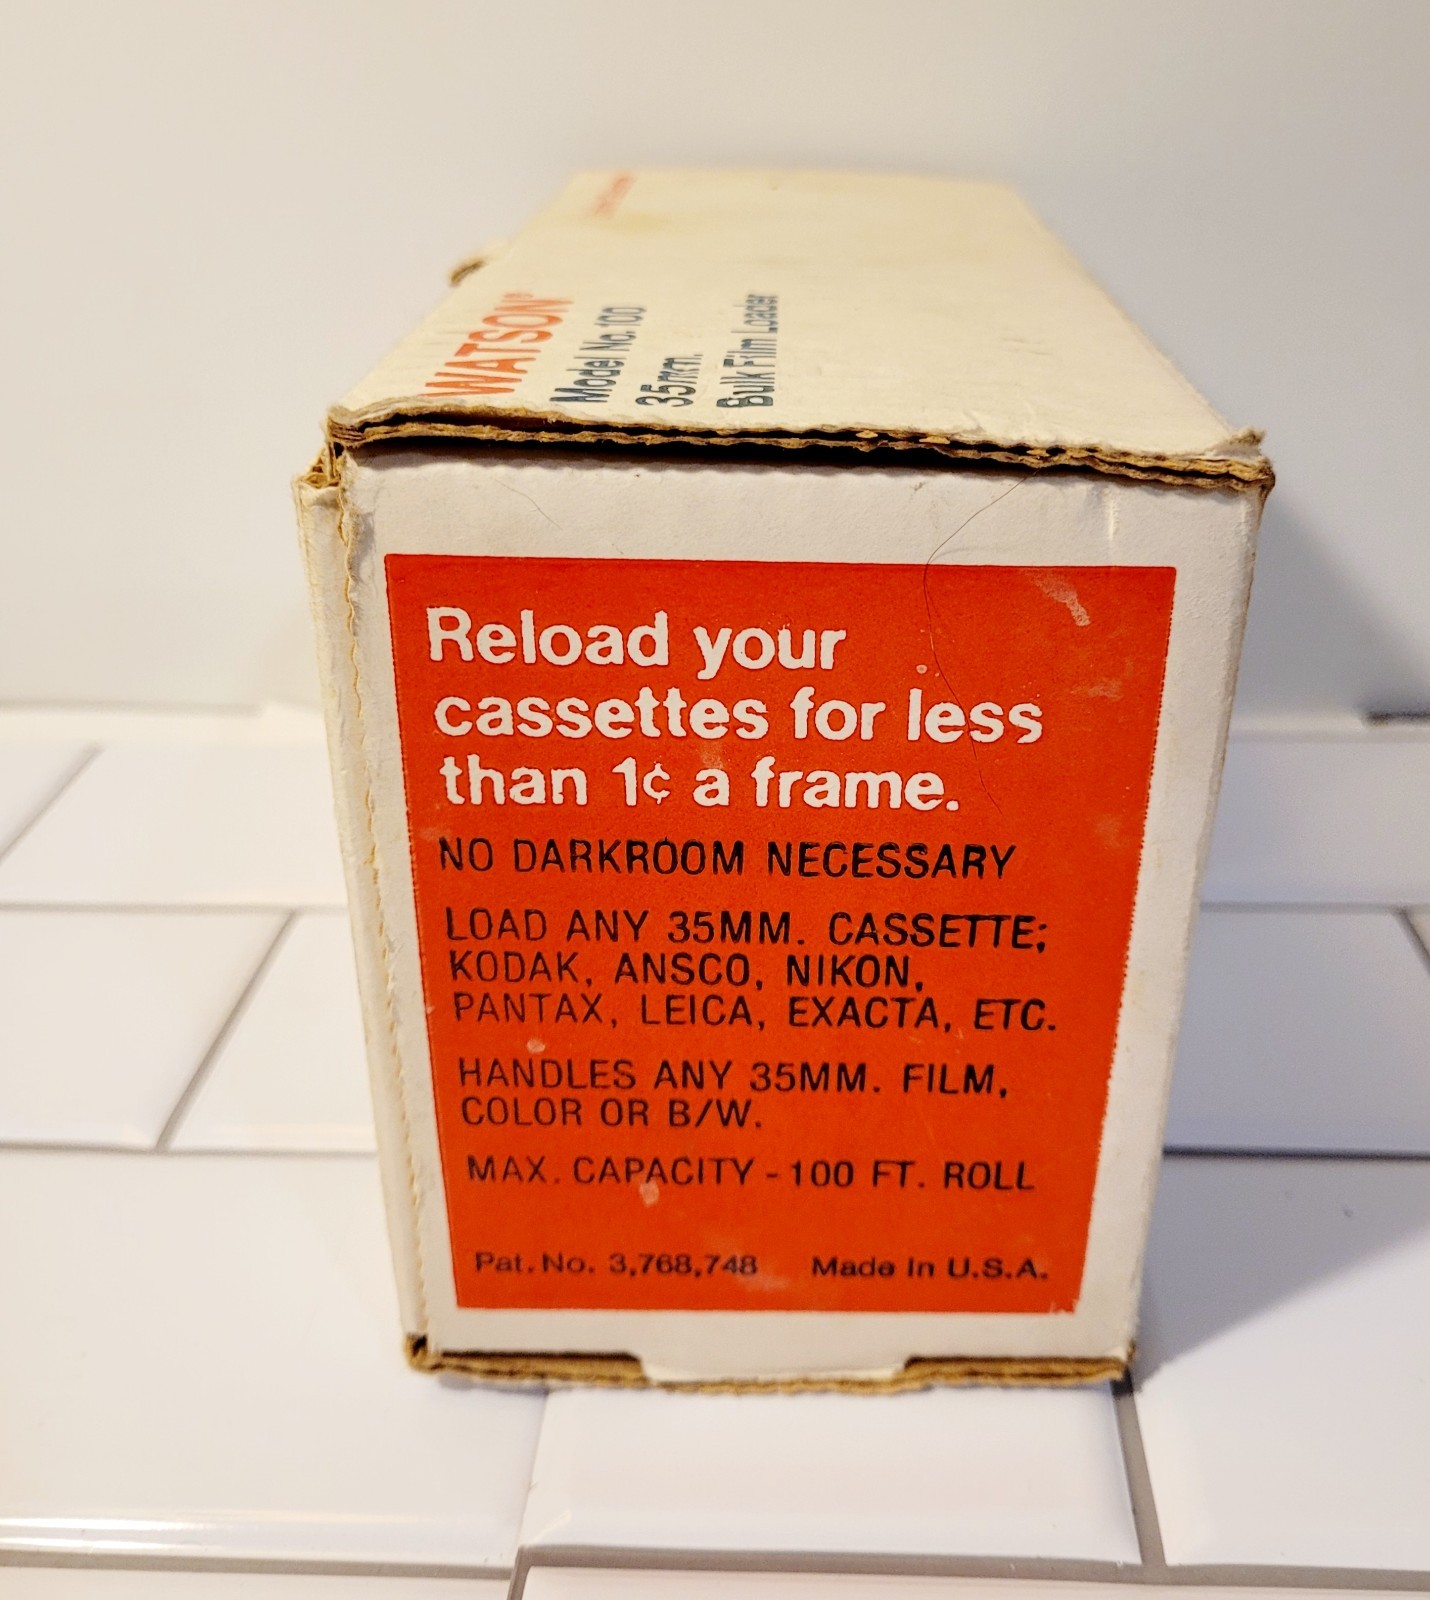 WATSON®
Model No. 100
35mm.
Bulk Film Loader
Reload your
cassettes for less
than 1¢ a frame.
NO DARKROOM NECESSARY
LOAD ANY 35MM. CASSETTE;
KODAK, ANSCO, NIKON,
PANTAX, LEICA, EXACTA, ETC.
HANDLES ANY 35MM. FILM,
COLOR OR B/W.
MAX. CAPACITY - 100 FT. ROLL
Pat. No. 3,768,748 Made in U.S.A.